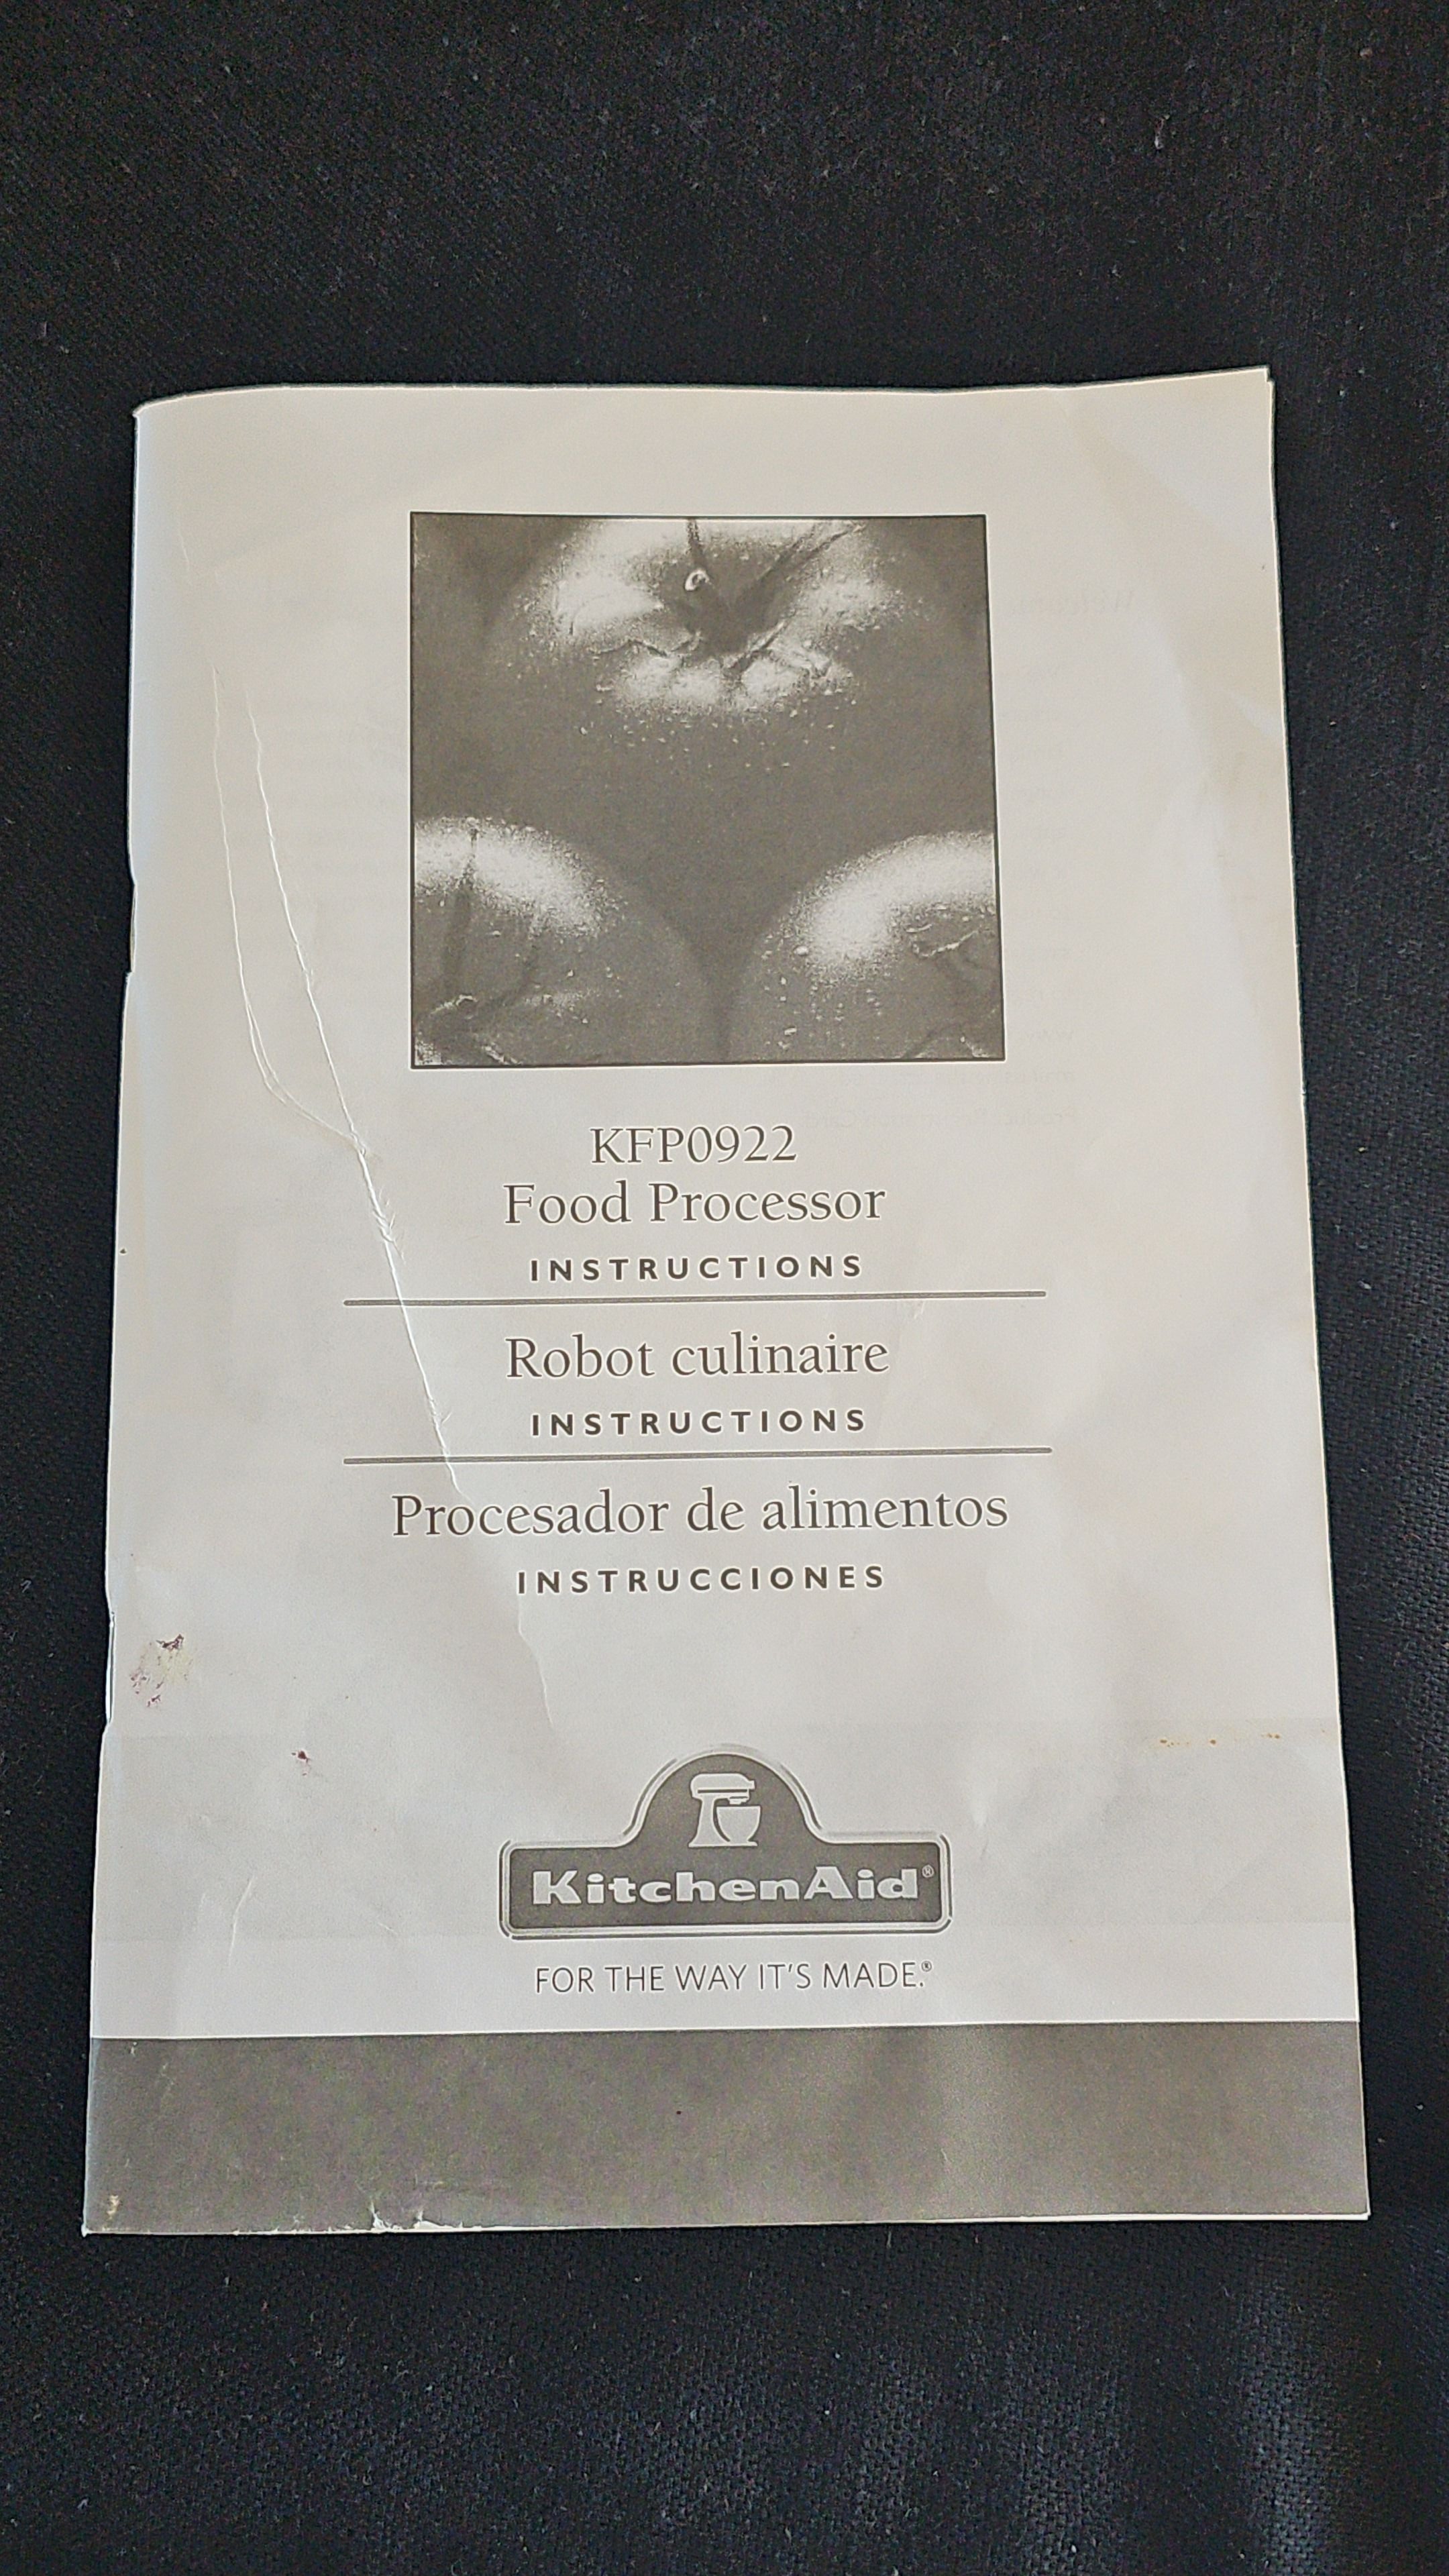 KFP0922
Food Processor
INSTRUCTIONS
Robot culinaire
INSTRUCTIONS
Procesador de alimentos
INSTRUCCIONES
KitchenAid®
FOR THE WAY IT'S MADE.®